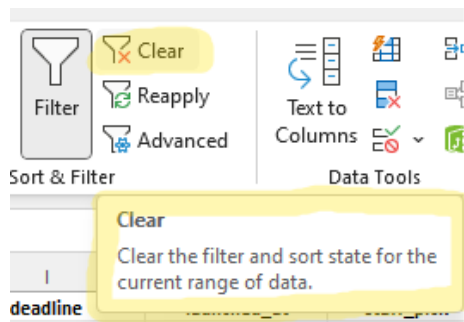 Clear
Filter
Reapply
Advanced
Text to
Columns
Sort & Filter
Data Tools
Clear
Clear the filter and sort state for the
current range of data.
I
deadline